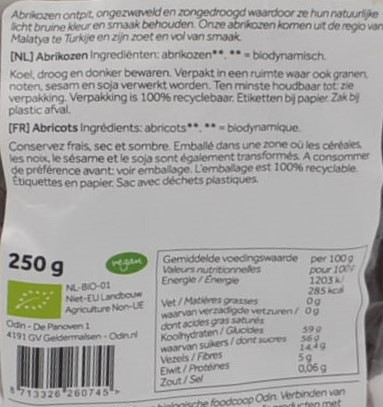 Abrikozen ontpit, ongezwaveld en zongedroogd waardoor ze hun natuurlijke
licht bruine kleur en smaak behouden. Onze abrikozen komen uit de regio van
Malatya te Turkije en zijn zoet en vol van smaak.
[NL] Abrikozen Ingrediënten: abrikozen**. ** = biodynamisch.
Koel, droog en donker bewaren. Verpakt in een ruimte waar ook granen,
noten, sesam en soja verwerkt worden. Ten minste houdbaar tot: zie
verpakking. Verpakking is 100% recyclebaar. Etiketten bij papier. Zak bij
plastic afval.
[FR] Abricots Ingrédients: abricots**. ** = biodynamique.
Conservez frais, sec et sombre. Emballé dans une zone où les céréales,
les noix, le sésame et le soja sont également transformés. A consommer
de préférence avant: voir emballage. L'emballage est 100% recyclable.
Étiquettes en papier. Sac avec déchets plastiques.
250 g
vegan
NL-BIO-01
Niet-EU Landbouw
Agriculture Non-UE
Odin - De Panoven 1
4191 GV Geldermalsen - Odin.nl
8 713326 260745 >
Gemiddelde voedingswaarde per 100 g
Valeurs nutritionnelles pour 100g
Energie / Énergie 1203 kJ
285 kcal
Vet / Matières grasses 0 g
waarvan verzadigde vetzuren / 0 g
dont acides gras saturés
Koolhydraten / Glucides 59 g
waarvan suikers / dont sucres 56 g
Vezels / Fibres 14,4 g
Eiwit / Protéines 5 g
Zout / Sel 0,06 g
foodcoop Odin. Verbinden van
met